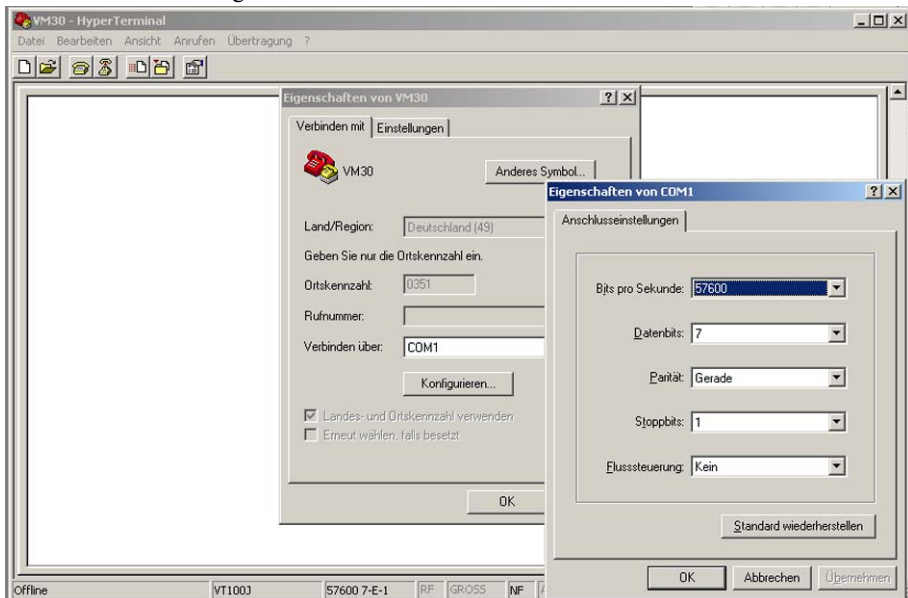 VM30 - HyperTerminal
Datei Bearbeiten Ansicht Anrufen Übertragung ?
Eigenschaften von VM30
Verbinden mit Einstellungen
VM30
Anderes Symbol...
Land/Region: Deutschland (49)
Geben Sie nur die Ortskennzahl ein.
Ortskennzahl: 0351
Rufnummer:
Verbinden über: COM1
Konfigurieren...
Landes- und Ortskennzahl verwenden
Erneut wählen, falls besetzt
OK
Eigenschaften von COM1
Anschlusseinstellungen
Bits pro Sekunde: 57600
Datenbits: 7
Parität: Gerade
Stoppbits: 1
Flusssteuerung: Kein
Standard wiederherstellen
OK Abbrechen Übernehmen
Offline VT100J 57600 7-E-1 RF GROSS NF